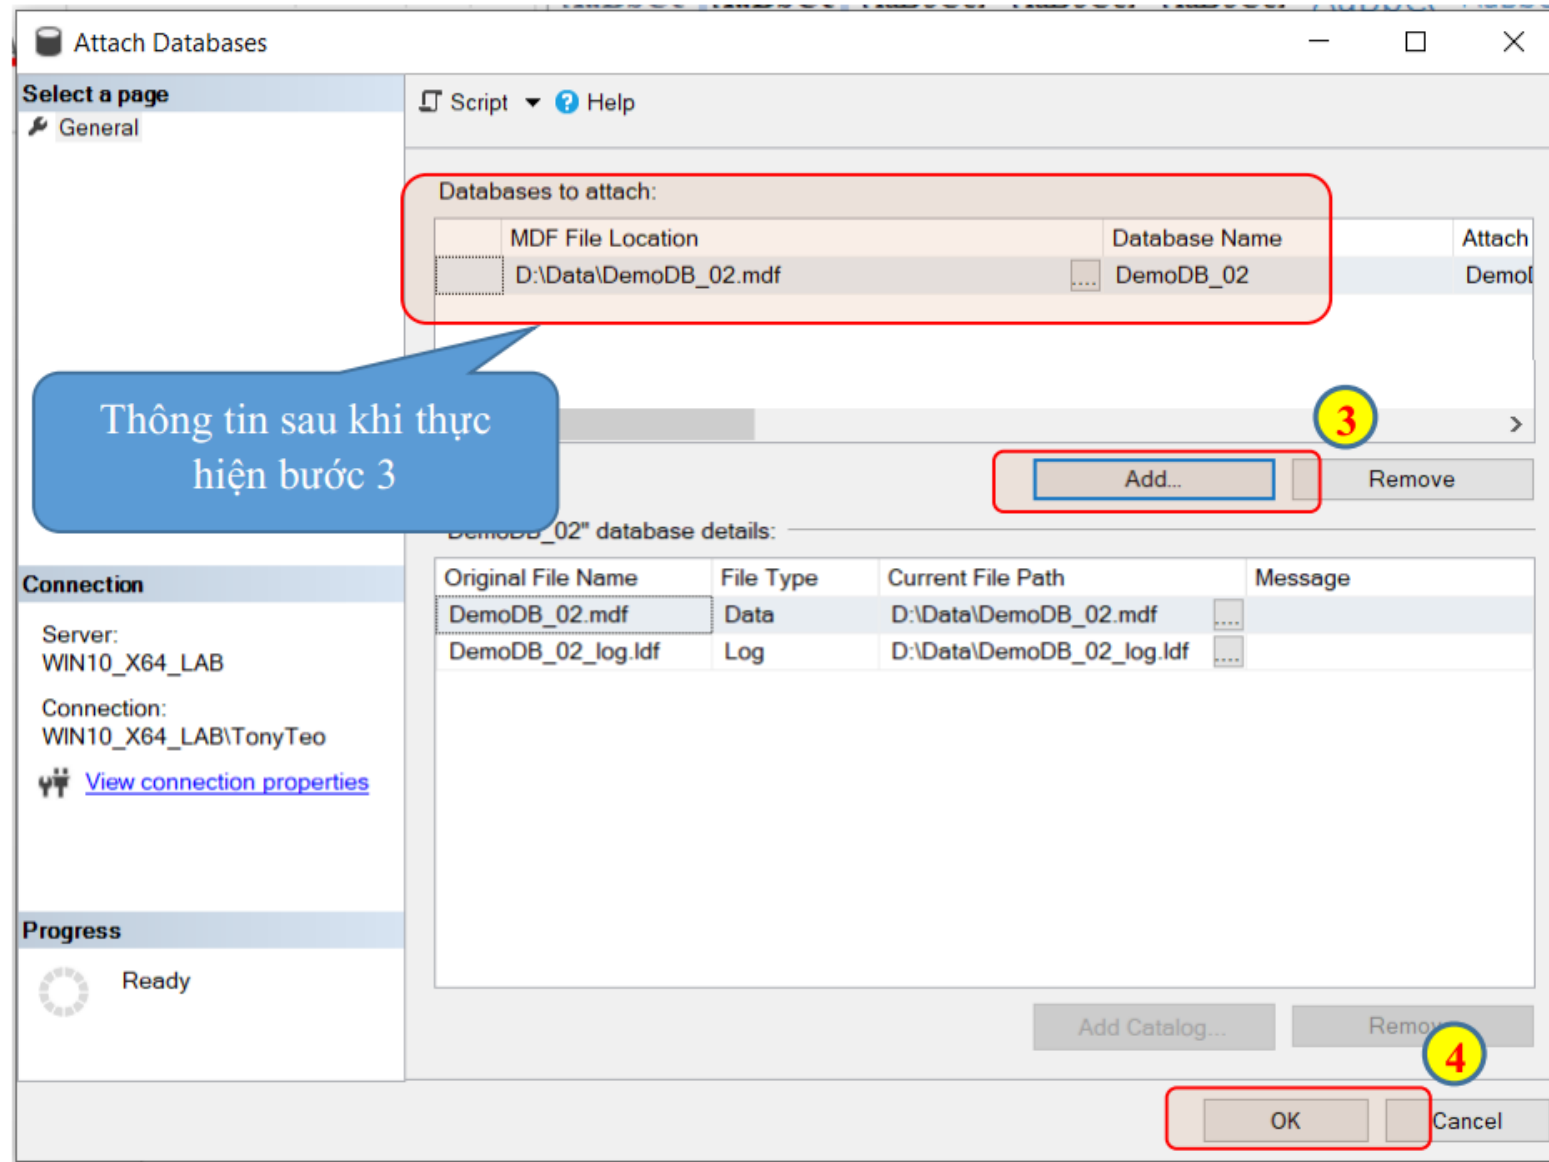 Attach Databases
Select a page
General
Script
Help
Databases to attach:
MDF File Location
Database Name
Attach
D:\Data\DemoDB_02.mdf
....
DemoDB_02
Thông tin sau khi thực
hiện bước 3
3
Add...
Remove
DemoDB_02" database details:
Original File Name
File Type
Current File Path
Message
DemoDB_02.mdf
Data
D:\Data\DemoDB_02.mdf
....
DemoDB_02_log.ldf
Log
D:\Data\DemoDB_02_log.ldf
....
Connection
Server:
WIN10_X64_LAB
Connection:
WIN10_X64_LAB\TonyTeo
View connection properties
Progress
Ready
Add Catalog...
Remove
4
OK
Cancel